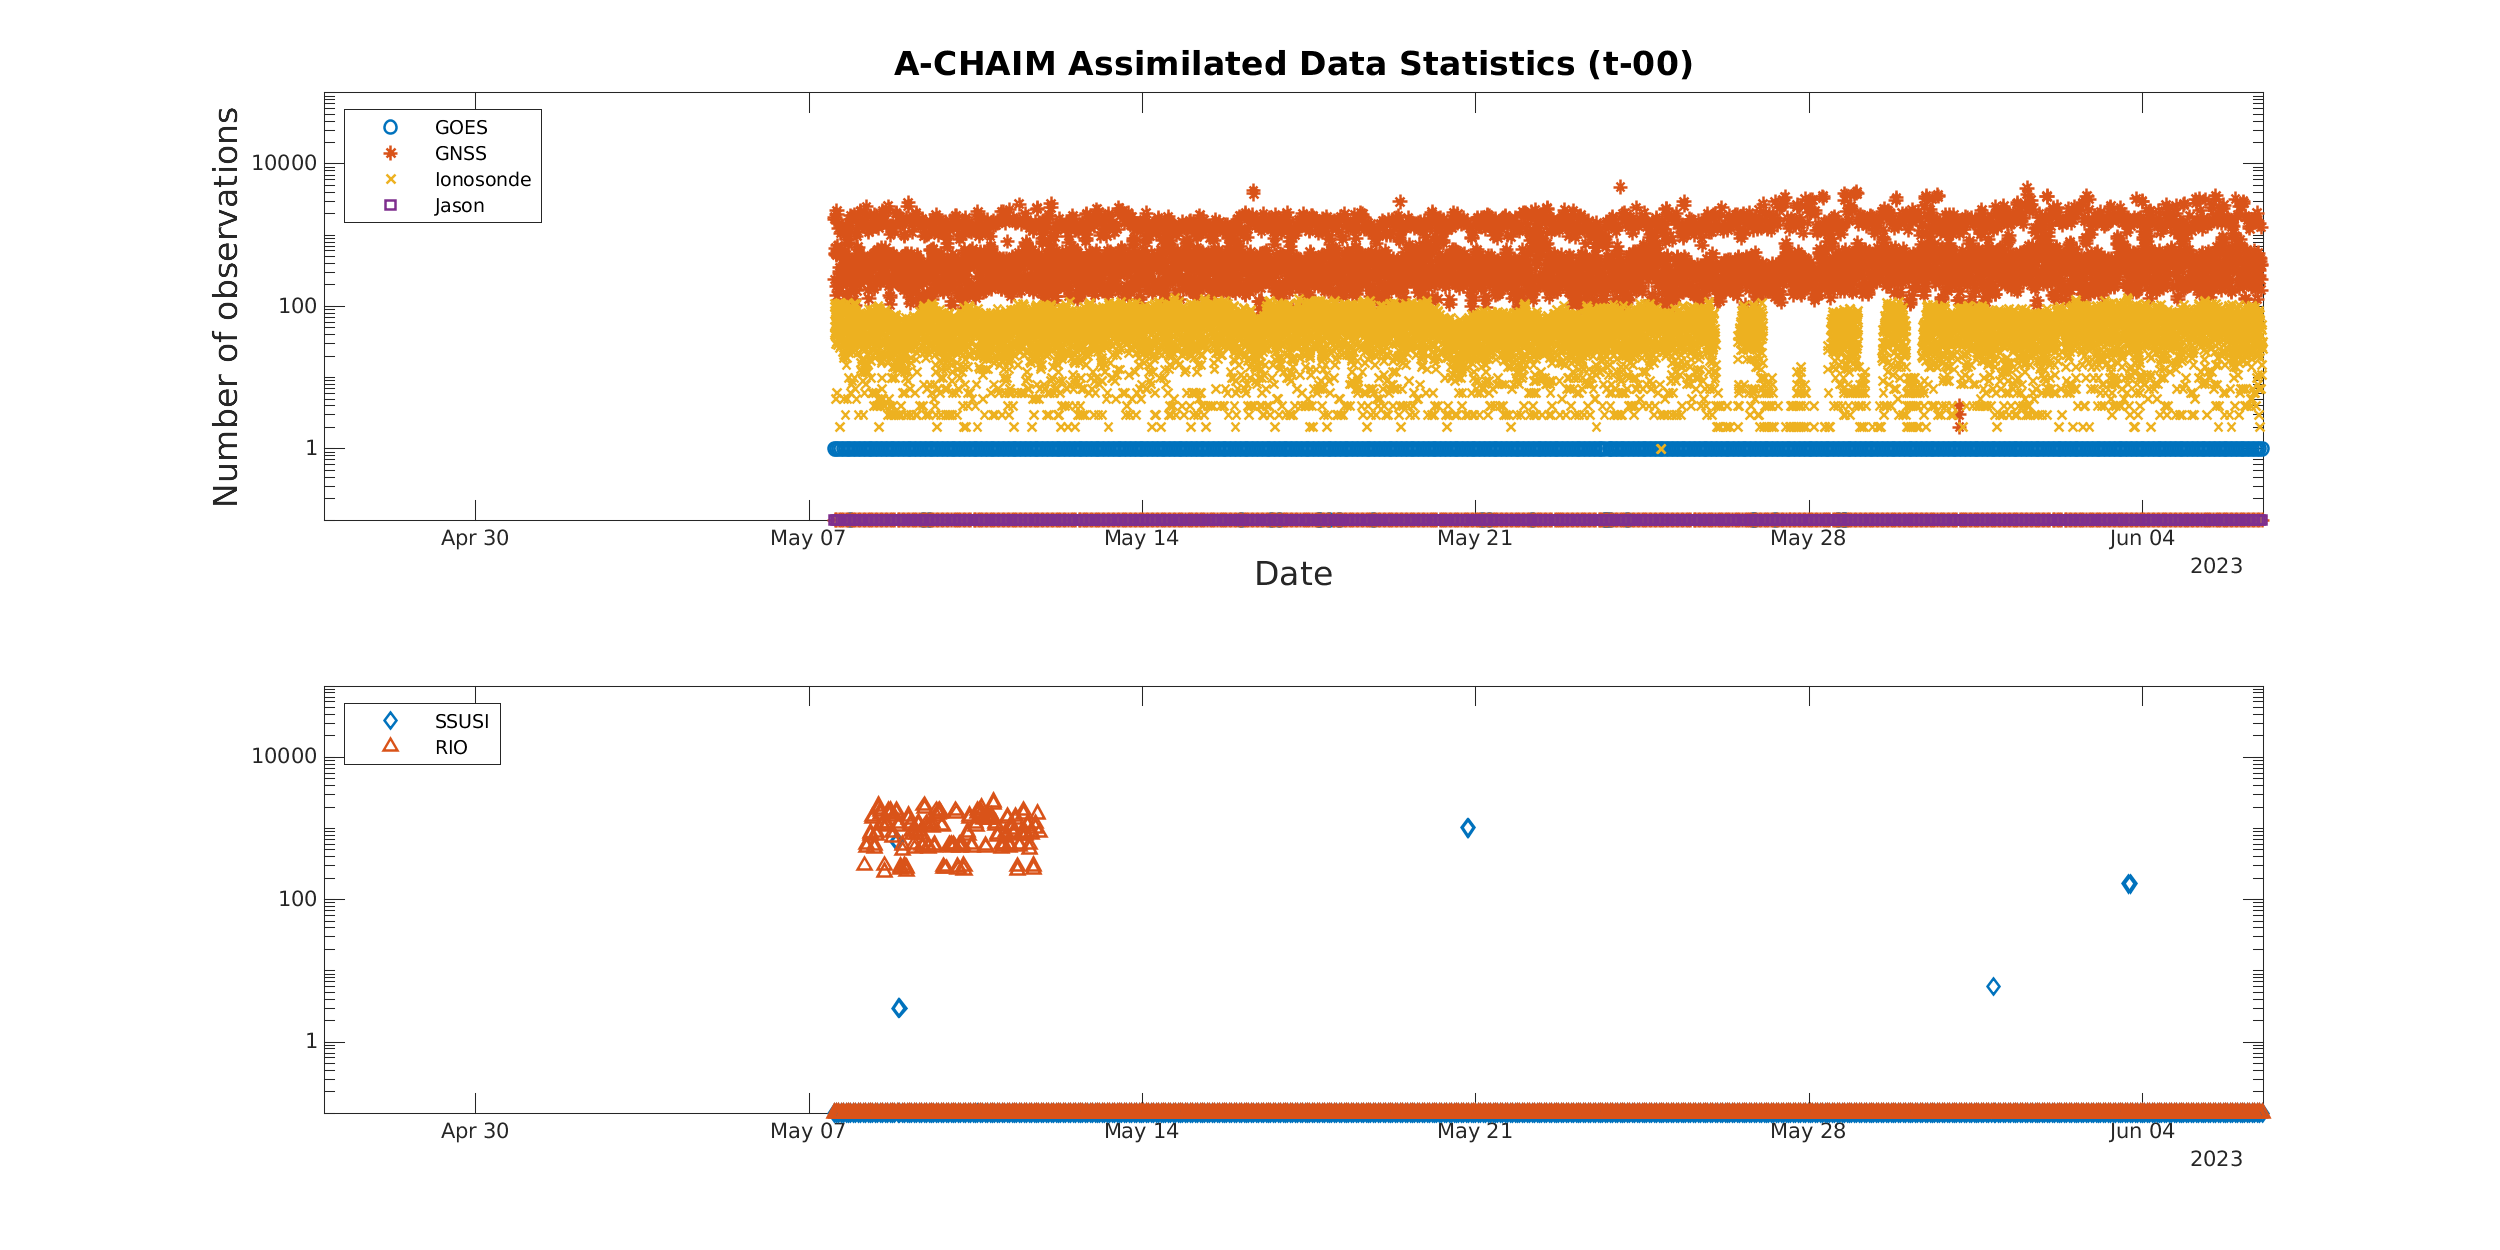 A-CHAIM Assimilated Data Statistics (t-00)
Number of observations
10000
100
1
GOES
GNSS
Ionosonde
Jason
Apr 30
May 07
May 14
May 21
May 28
Jun 04
2023
Date
10000
100
1
SSUSI
RIO
Apr 30
May 07
May 14
May 21
May 28
Jun 04
2023